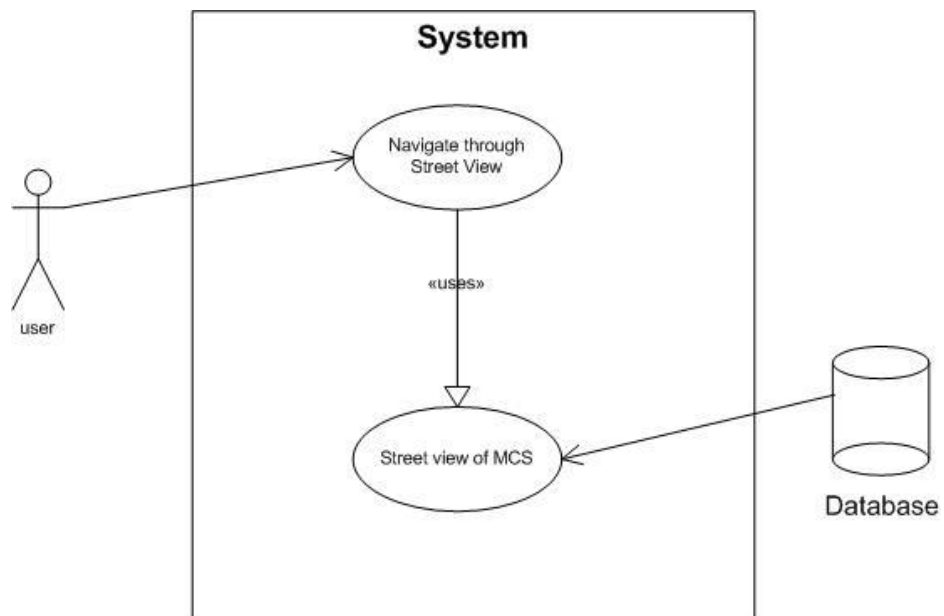 System
Navigate through
Street View
«uses»
user
Street view of MCS
Database